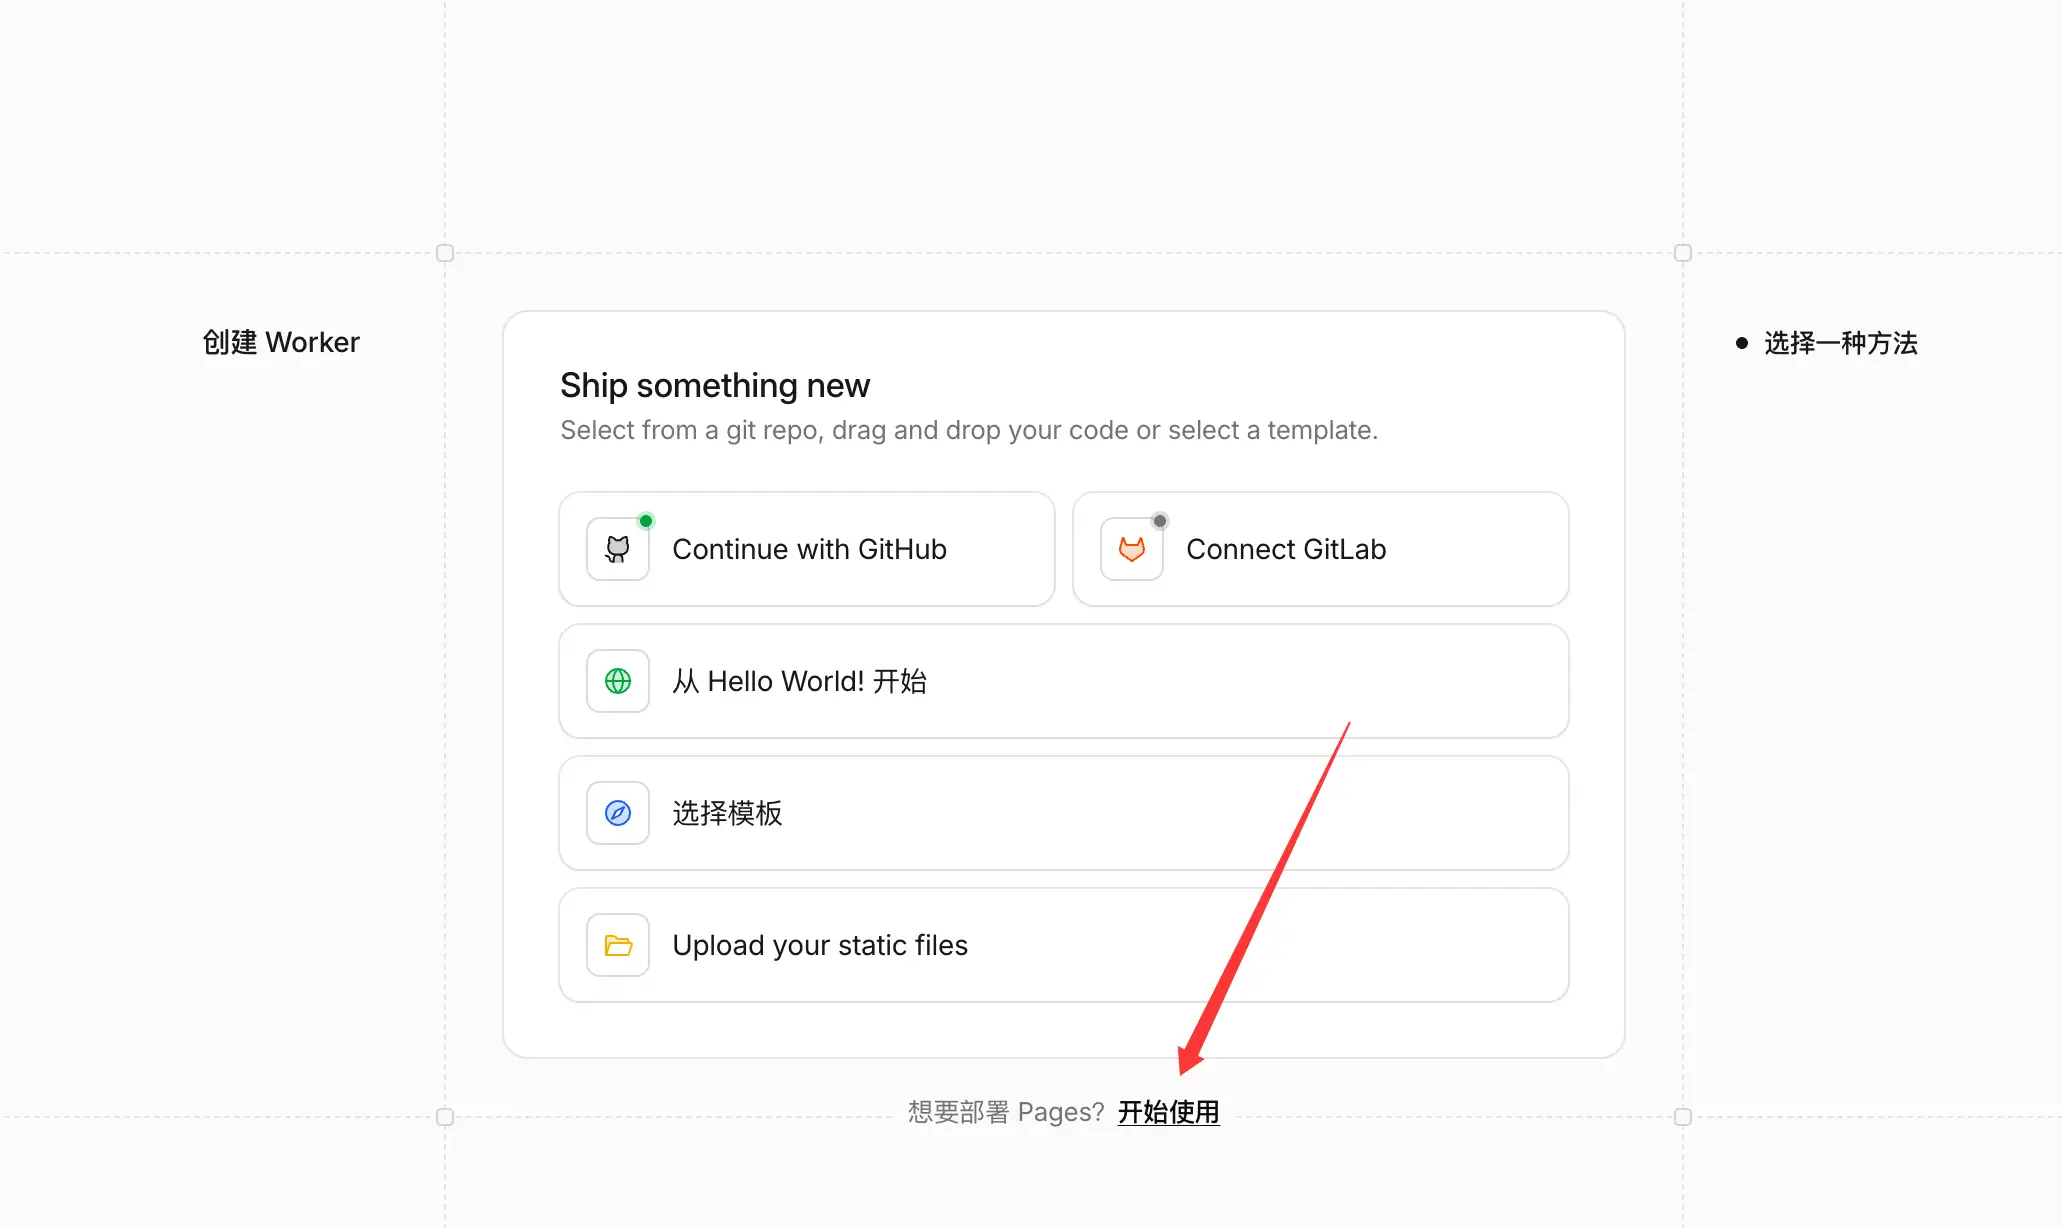 创建 Worker
Ship something new
Select from a git repo, drag and drop your code or select a template.
Continue with GitHub
Connect GitLab
从 Hello World! 开始
选择模板
Upload your static files
想要部署 Pages? 开始使用
选择一种方法